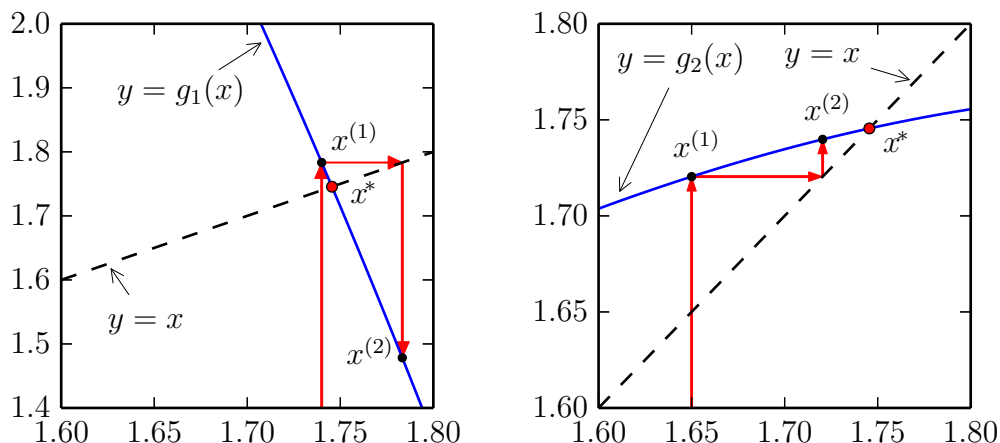 2.0
1.9
1.8
1.7
1.6
1.5
1.4
1.60 1.65 1.70 1.75 1.80
y = g₁(x)
x⁽¹⁾
x*
y = x
x⁽²⁾
1.80
1.75
1.70
1.65
1.60
1.60 1.65 1.70 1.75 1.80
y = x
y = g₂(x)
x⁽²⁾
x⁽¹⁾
x*